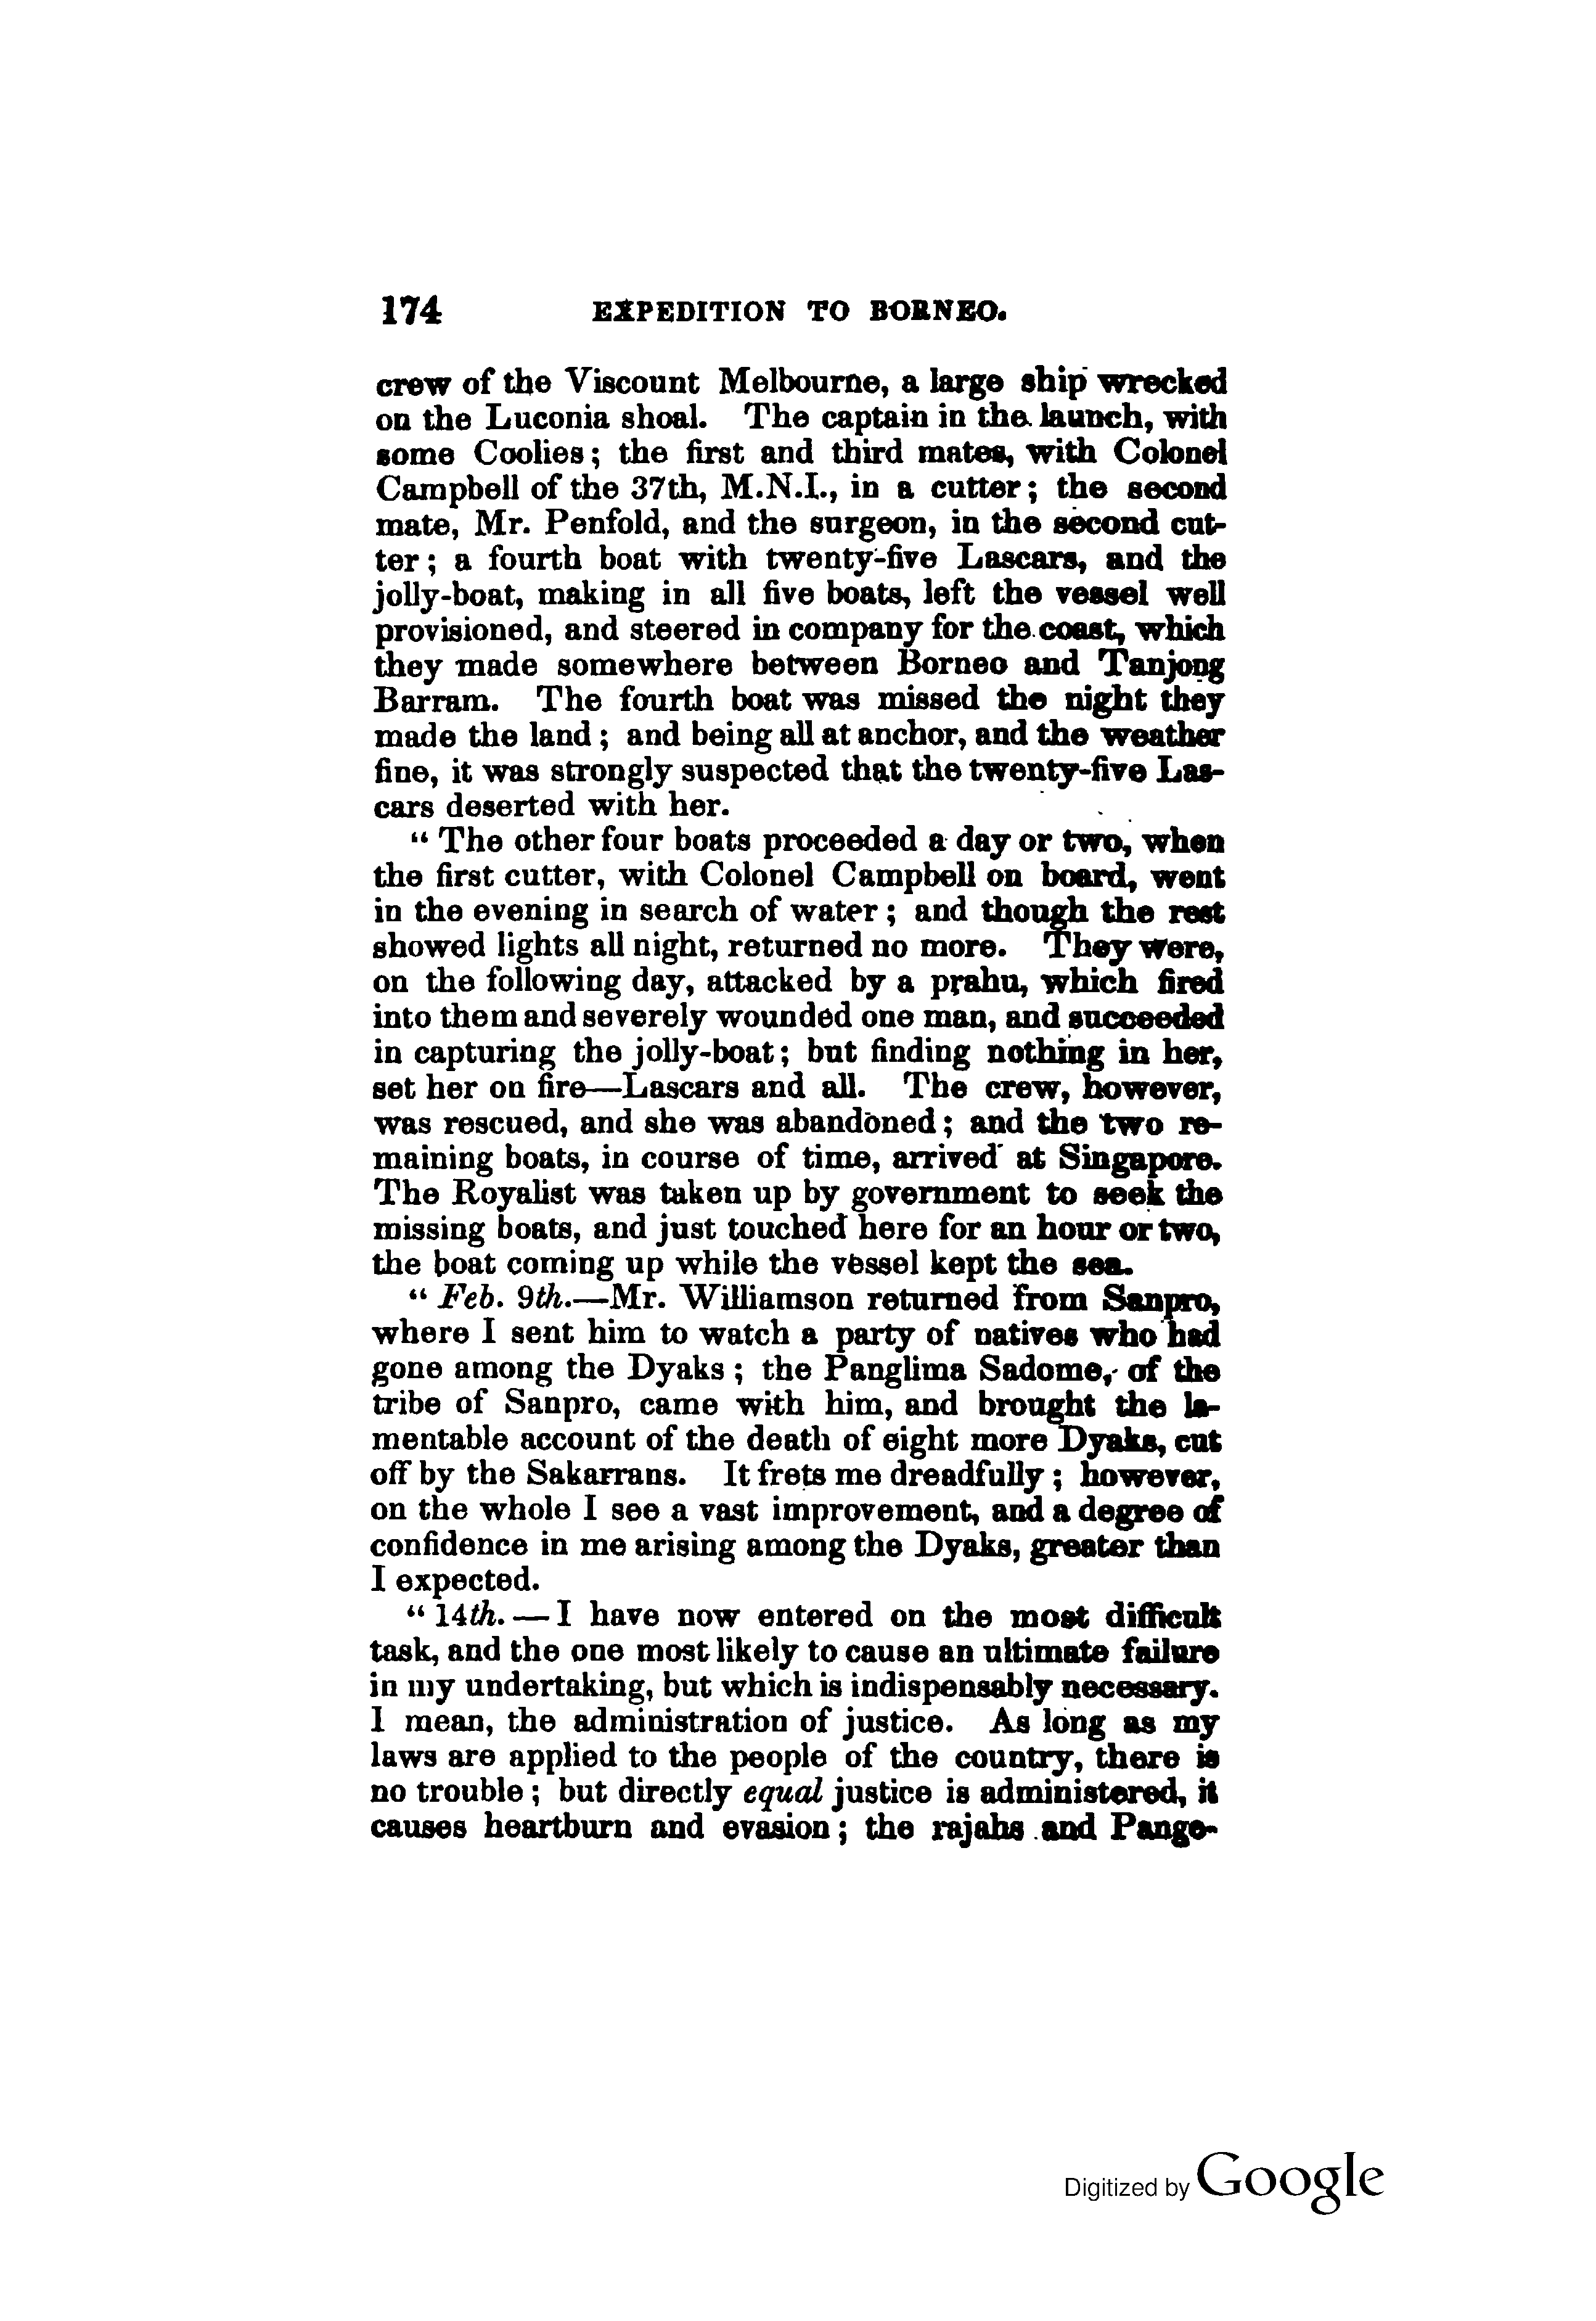 174 EXPEDITION TO BORNEO.
crew of the Viscount Melbourne, a large ship wrecked
on the Luconia shoal. The captain in the launch, with
some Coolies; the first and third mates, with Colonel
Campbell of the 37th, M.N.I., in a cutter; the second
mate, Mr. Penfold, and the surgeon, in the second cut-
ter; a fourth boat with twenty-five Lascars, and the
jolly-boat, making in all five boats, left the vessel well
provisioned, and steered in company for the coast, which
they made somewhere between Borneo and Tanjong
Barram. The fourth boat was missed the night they
made the land; and being all at anchor, and the weather
fine, it was strongly suspected that the twenty-five Las-
cars deserted with her.
“ The other four boats proceeded a day or two, when
the first cutter, with Colonel Campbell on board, went
in the evening in search of water; and though the rest
showed lights all night, returned no more. They were,
on the following day, attacked by a prahu, which fired
into them and severely wounded one man, and succeeded
in capturing the jolly-boat; but finding nothing in her,
set her on fire—Lascars and all. The crew, however,
was rescued, and she was abandoned; and the two re-
maining boats, in course of time, arrived at Singapore.
The Royalist was taken up by government to seek the
missing boats, and just touched here for an hour or two,
the boat coming up while the vessel kept the sea.
“ Feb. 9th.—Mr. Williamson returned from Sanpro,
where I sent him to watch a party of natives who had
gone among the Dyaks; the Panglima Sadome, of the
tribe of Sanpro, came with him, and brought the la-
mentable account of the death of eight more Dyaks, cut
off by the Sakarrans. It frets me dreadfully; however,
on the whole I see a vast improvement, and a degree of
confidence in me arising among the Dyaks, greater than
I expected.
“ 14th.—I have now entered on the most difficult
task, and the one most likely to cause an ultimate failure
in my undertaking, but which is indispensably necessary.
I mean, the administration of justice. As long as my
laws are applied to the people of the country, there is
no trouble; but directly equal justice is administered, it
causes heartburn and evasion; the rajahs and Pange-
Digitized by Google